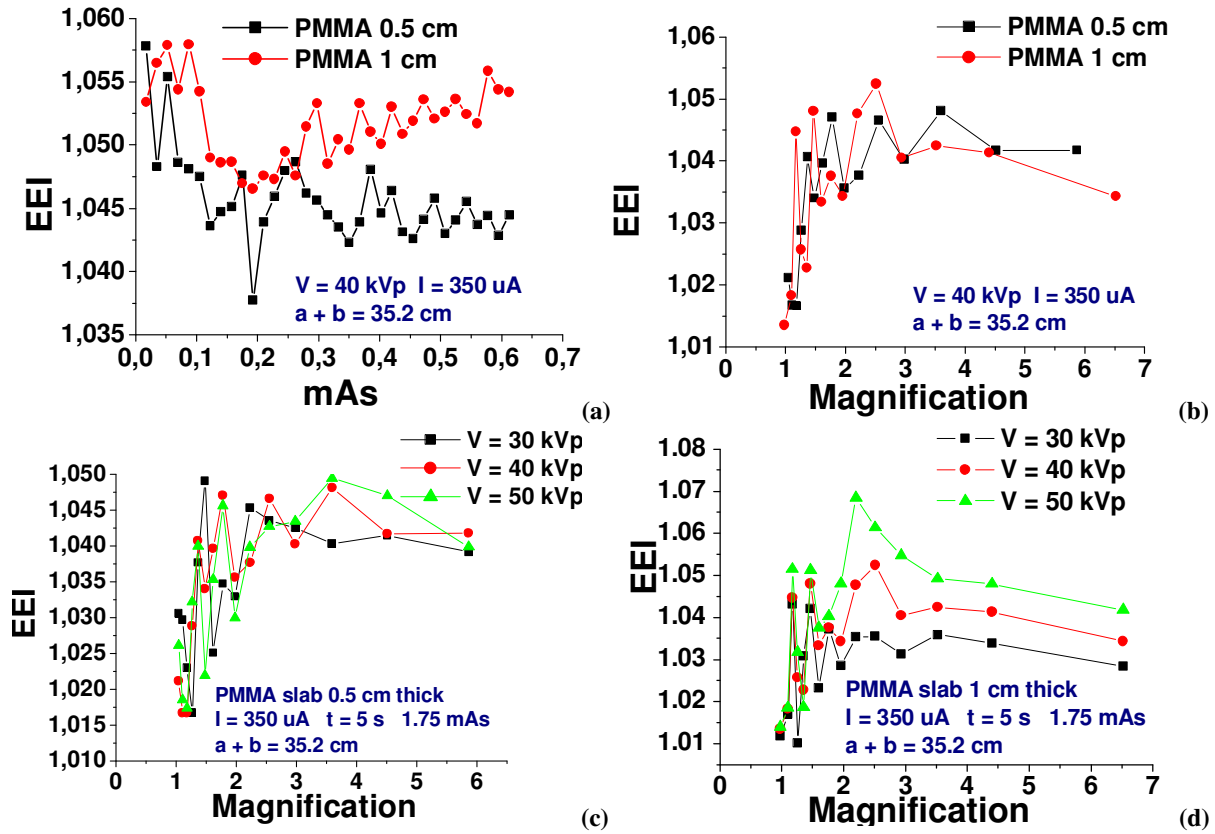 1,060
1,055
1,050
1,045
1,040
1,035
EEI
PMMA 0.5 cm
PMMA 1 cm
V = 40 kVp I = 350 uA
a + b = 35.2 cm
0,0 0,1 0,2 0,3 0,4 0,5 0,6 0,7
mAs
(a)
1,06
1,05
1,04
1,03
1,02
1,01
EEI
PMMA 0.5 cm
PMMA 1 cm
V = 40 kVp I = 350 uA
a + b = 35.2 cm
0 1 2 3 4 5 6 7
Magnification
(b)
V = 30 kVp
V = 40 kVp
V = 50 kVp
1,050
1,045
1,040
1,035
1,030
1,025
1,020
1,015
1,010
EEI
PMMA slab 0.5 cm thick
I = 350 uA t = 5 s 1.75 mAs
a + b = 35.2 cm
0 1 2 3 4 5 6
Magnification
(c)
V = 30 kVp
V = 40 kVp
V = 50 kVp
1.08
1.07
1.06
1.05
1.04
1.03
1.02
1.01
EEI
PMMA slab 1 cm thick
I = 350 uA t = 5 s 1.75 mAs
a + b = 35.2 cm
0 1 2 3 4 5 6 7
Magnification
(d)